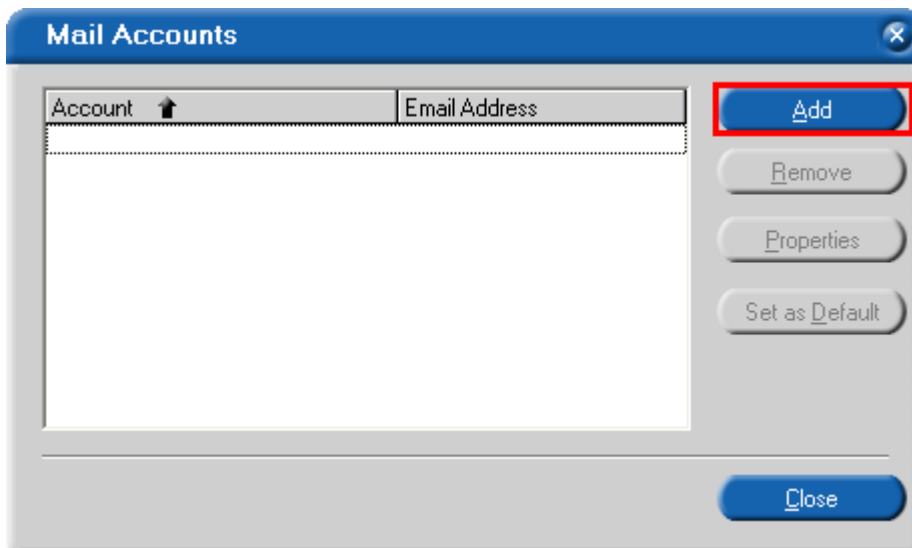 Mail Accounts
Account Email Address
Add
Remove
Properties
Set as Default
Close